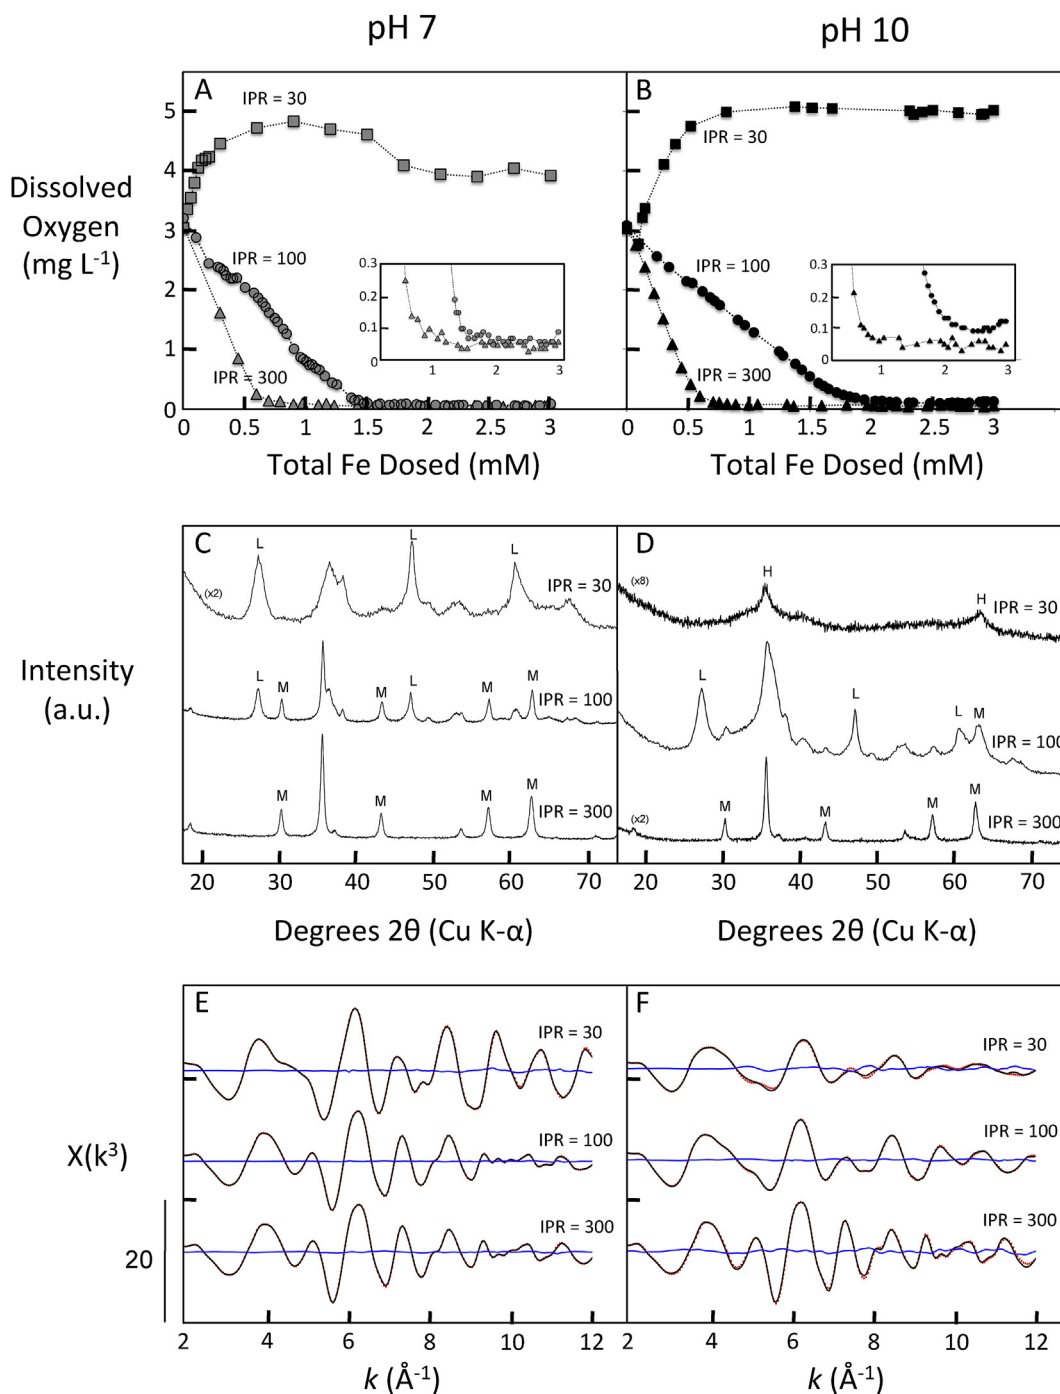 pH 7
pH 10
A
IPR = 30
IPR = 100
IPR = 300
5
4
3
2
1
0
0.3
0.2
0.1
0
1
2
3
0
0.5
1
1.5
2
2.5
3
Dissolved
Oxygen
(mg L-1)
Total Fe Dosed (mM)
B
IPR = 30
IPR = 100
IPR = 300
0.3
0.2
0.1
0
1
2
3
0
0.5
1
1.5
2
2.5
3
Total Fe Dosed (mM)
C
L
L
L
(x2)
IPR = 30
L
M
M
L
M
M
IPR = 100
M
M
M
M
IPR = 300
20
30
40
50
60
70
Intensity
(a.u.)
Degrees 2θ (Cu K-α)
D
(x8)
H
H
IPR = 30
L
L
L
M
IPR = 100
(x2)
M
M
M
M
IPR = 300
20
30
40
50
60
70
Degrees 2θ (Cu K-α)
E
IPR = 30
IPR = 100
IPR = 300
X(k3)
20
2
4
6
8
10
12
k (Å-1)
F
IPR = 30
IPR = 100
IPR = 300
2
4
6
8
10
12
k (Å-1)